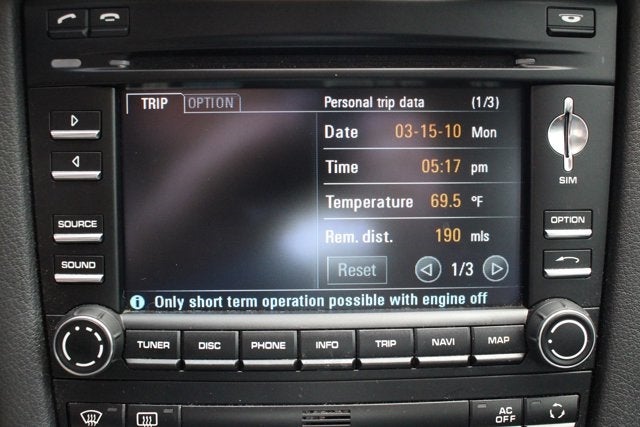 TRIP OPTION Personal trip data (1/3)
Date 03-15-10 Mon
Time 05:17 pm
Temperature 69.5 °F
Rem. dist. 190 mls
Reset 1/3
Only short term operation possible with engine off
SOURCE
SOUND
SIM
OPTION
TUNER DISC PHONE INFO TRIP NAVI MAP
AC
OFF